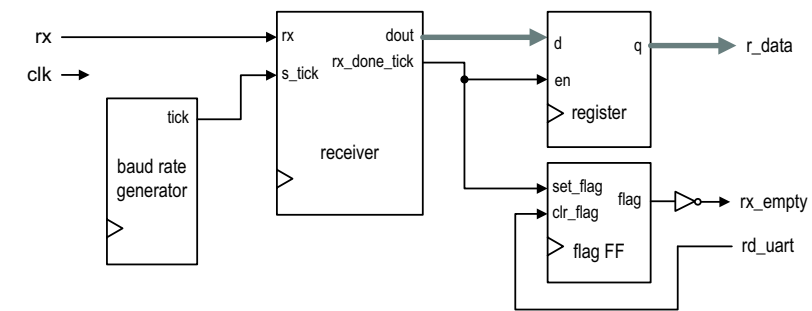 rx
clk
tick
baud rate
generator
rx
s_tick
dout
rx_done_tick
receiver
d
q
en
register
r_data
set_flag
clr_flag
flag
flag FF
rx_empty
rd_uart